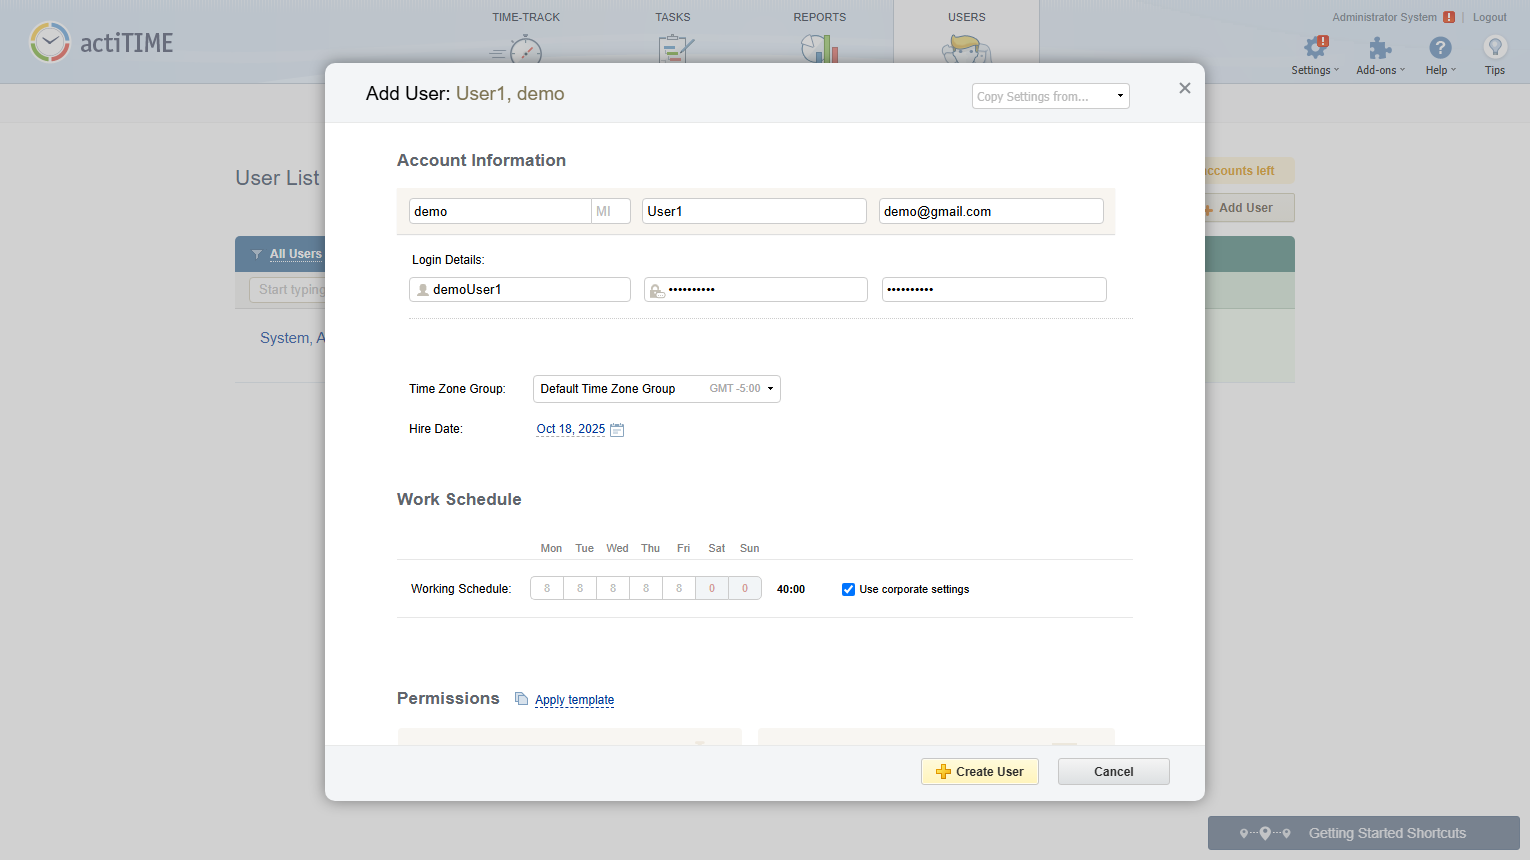 TIME-TRACK
TASKS
REPORTS
USERS
Administrator System
!
|
Logout
actiTIME
!
?
Settings
Add-ons
Help
Tips
Add User: User1, demo
Copy Settings from...
Account Information
User List
accounts left
demo
MI
User1
demo@gmail.com
Add User
All Users
Login Details:
Start typing
demoUser1
••••••••••
••••••••••
System, A
Time Zone Group:
Default Time Zone Group
GMT -5:00
Hire Date:
Oct 18, 2025
Work Schedule
Mon
Tue
Wed
Thu
Fri
Sat
Sun
Working Schedule:
8
8
8
8
8
0
0
40:00
Use corporate settings
Permissions
Apply template
Create User
Cancel
Getting Started Shortcuts